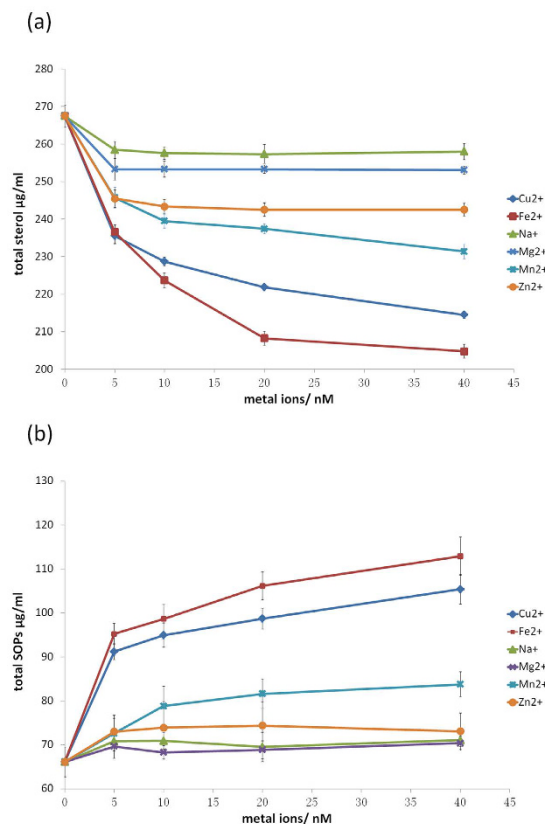 (a)
280
270
260
250
240
230
220
210
200
total sterol µg/ml
0 5 10 15 20 25 30 35 40 45
metal ions/ nM
Cu2+
Fe2+
Na+
Mg2+
Mn2+
Zn2+
(b)
130
120
110
100
90
80
70
60
total SOPs µg/ml
0 5 10 15 20 25 30 35 40 45
metal ions/ nM
Cu2+
Fe2+
Na+
Mg2+
Mn2+
Zn2+